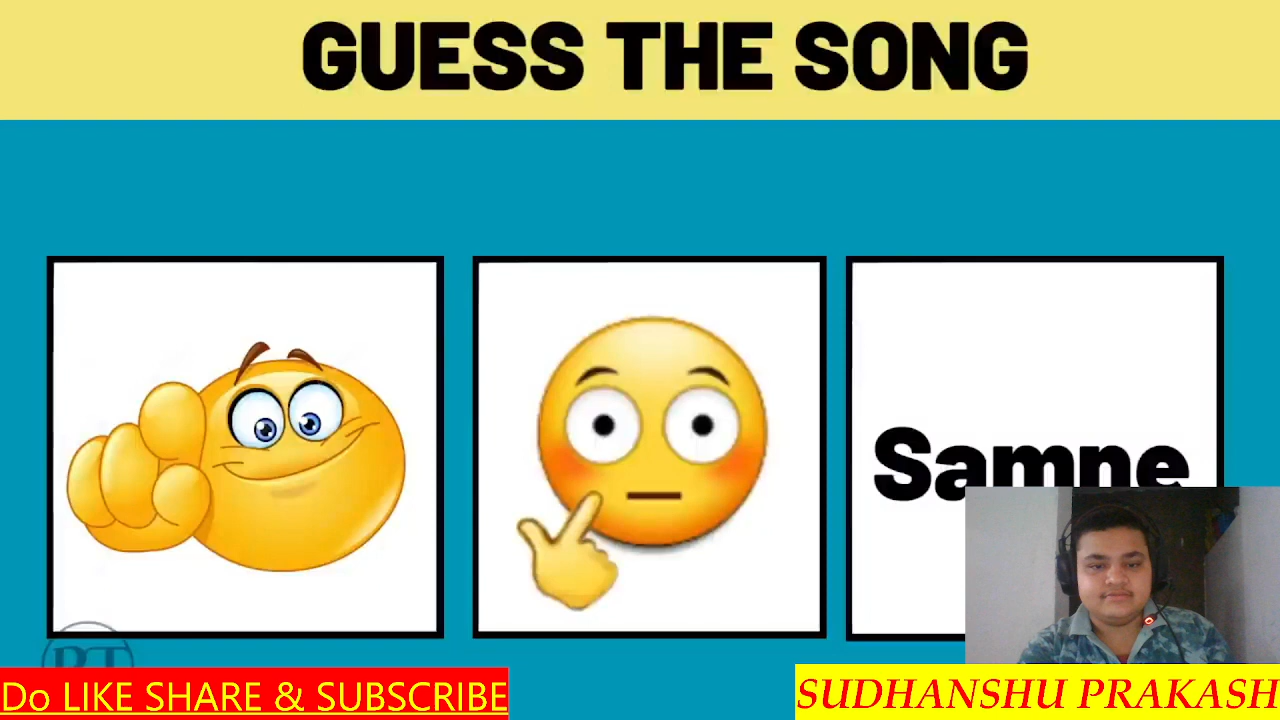 GUESS THE SONG
Samne
Do LIKE SHARE & SUBSCRIBE
SUDHANSHU PRAKASH